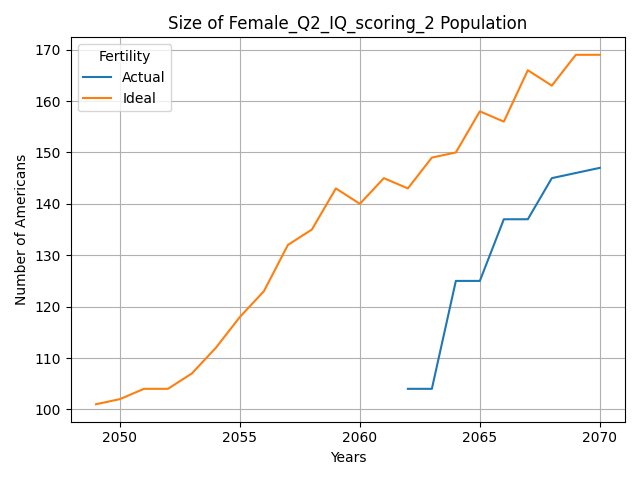 Size of Female_Q2_IQ_scoring_2 Population
Fertility
Actual
Ideal
Number of Americans
170
160
150
140
130
120
110
100
2050
2055
2060
2065
2070
Years